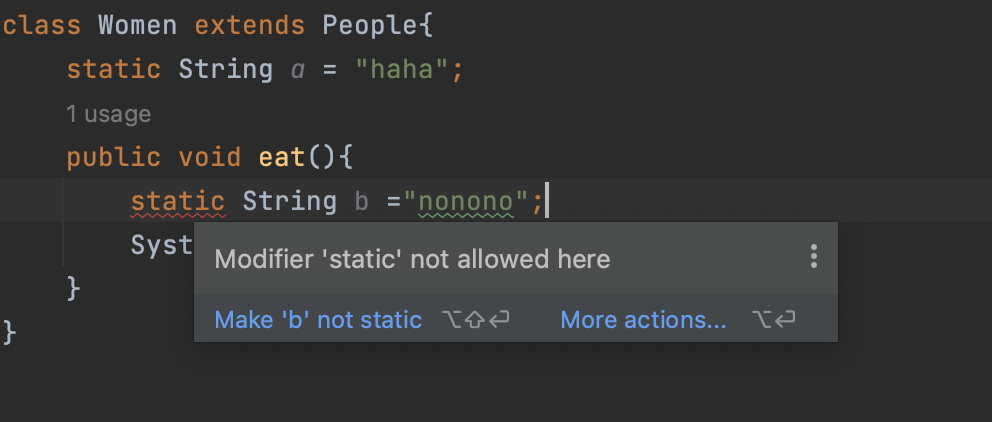 class Women extends People{
static String a = "haha";
1 usage
public void eat(){
static String b ="nonono";
Syst
Modifier 'static' not allowed here
}
Make 'b' not static ⌥⇧⏎ More actions... ⌥⏎
}